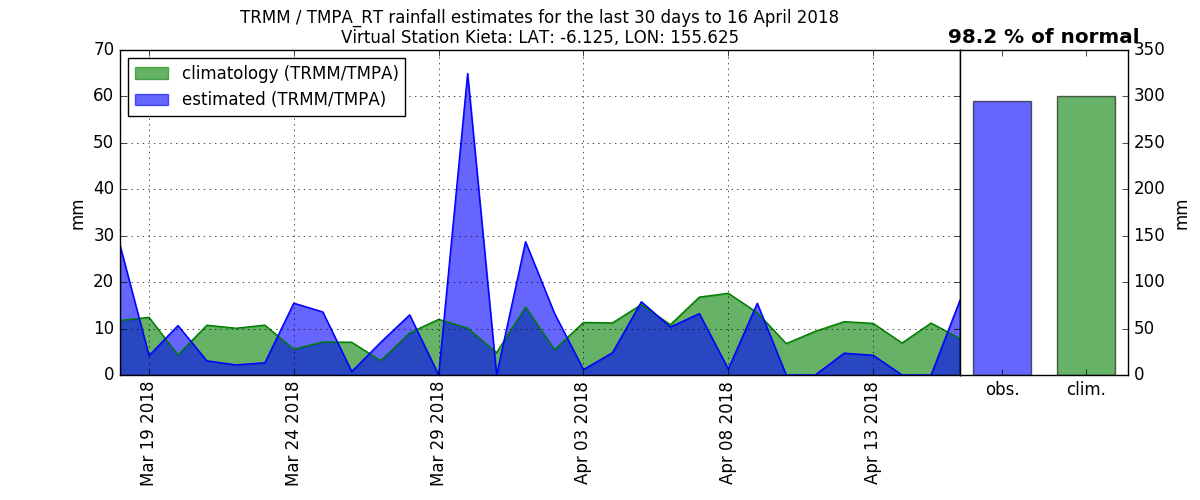 TRMM / TMPA_RT rainfall estimates for the last 30 days to 16 April 2018
Virtual Station Kieta: LAT: -6.125, LON: 155.625
98.2 % of normal
climatology (TRMM/TMPA)
estimated (TRMM/TMPA)
70
60
50
40
30
20
10
0
mm
Mar 19 2018
Mar 24 2018
Mar 29 2018
Apr 03 2018
Apr 08 2018
Apr 13 2018
obs.
clim.
350
300
250
200
150
100
50
0
mm